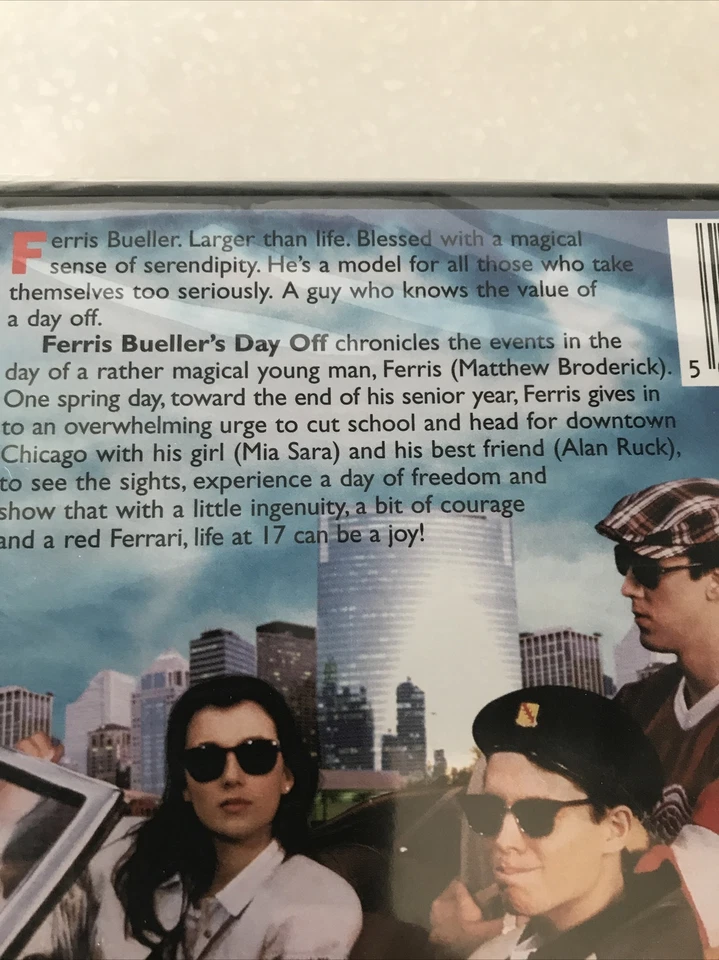 Ferris Bueller. Larger than life. Blessed with a magical
sense of serendipity. He's a model for all those who take
themselves too seriously. A guy who knows the value of
a day off.
Ferris Bueller's Day Off chronicles the events in the
day of a rather magical young man, Ferris (Matthew Broderick).
One spring day, toward the end of his senior year, Ferris gives in
to an overwhelming urge to cut school and head for downtown
Chicago with his girl (Mia Sara) and his best friend (Alan Ruck),
to see the sights, experience a day of freedom and
show that with a little ingenuity, a bit of courage
and a red Ferrari, life at 17 can be a joy!
5